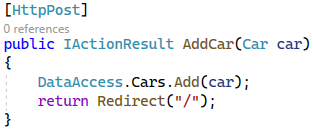 [HttpPost]
0 references
public IActionResult AddCar(Car car)
{
    DataAccess.Cars.Add(car);
    return Redirect("/");
}